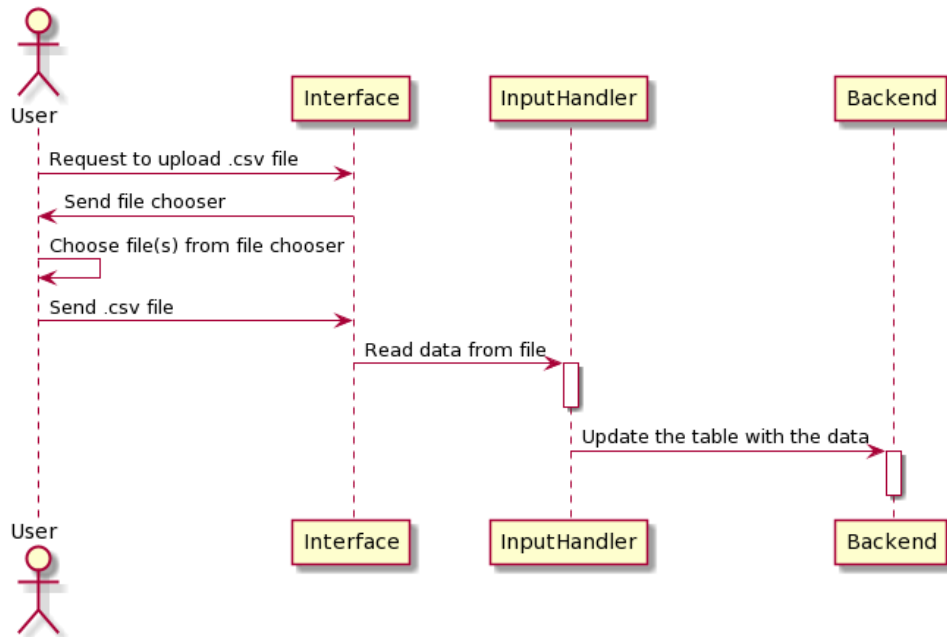 User
Interface
InputHandler
Backend
Request to upload .csv file
Send file chooser
Choose file(s) from file chooser
Send .csv file
Read data from file
Update the table with the data
User
Interface
InputHandler
Backend